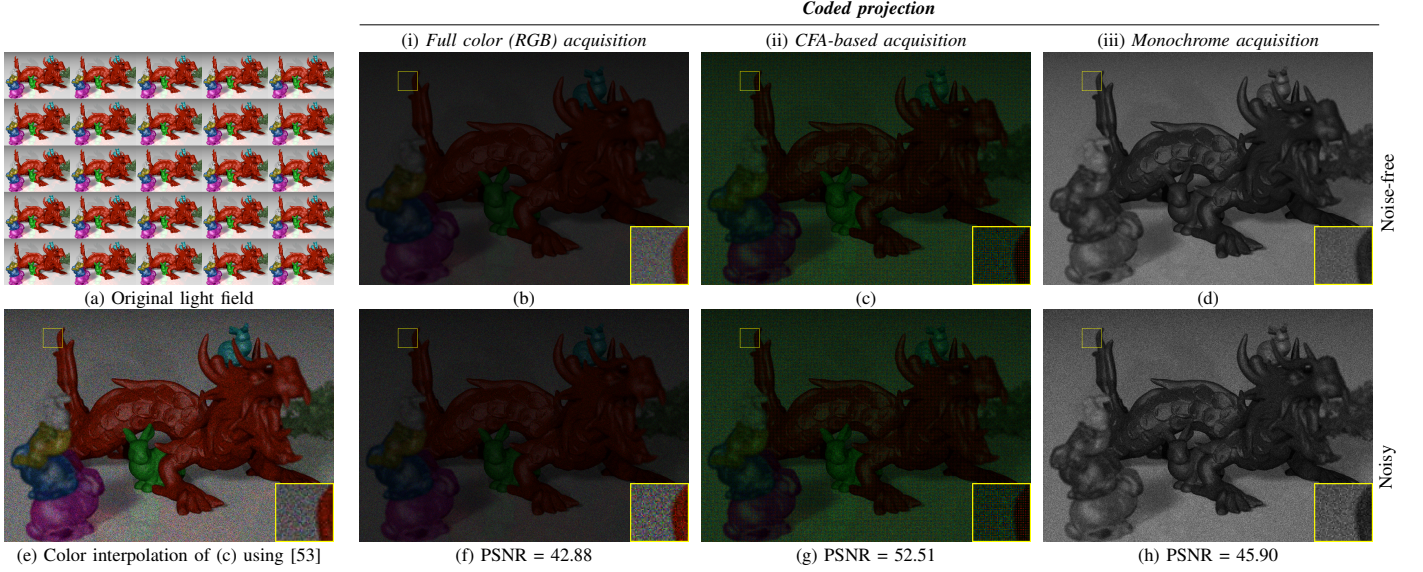 Coded projection
(i) Full color (RGB) acquisition
(ii) CFA-based acquisition
(iii) Monochrome acquisition
Noise-free
(a) Original light field
(b)
(c)
(d)
Noisy
(e) Color interpolation of (c) using [53]
(f) PSNR = 42.88
(g) PSNR = 52.51
(h) PSNR = 45.90